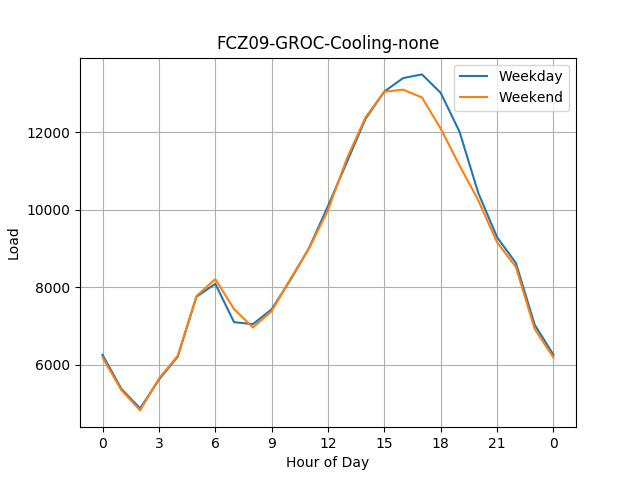 FCZ09-GROC-Cooling-none
Weekday
Weekend
Load
12000
10000
8000
6000
0 3 6 9 12 15 18 21 0
Hour of Day